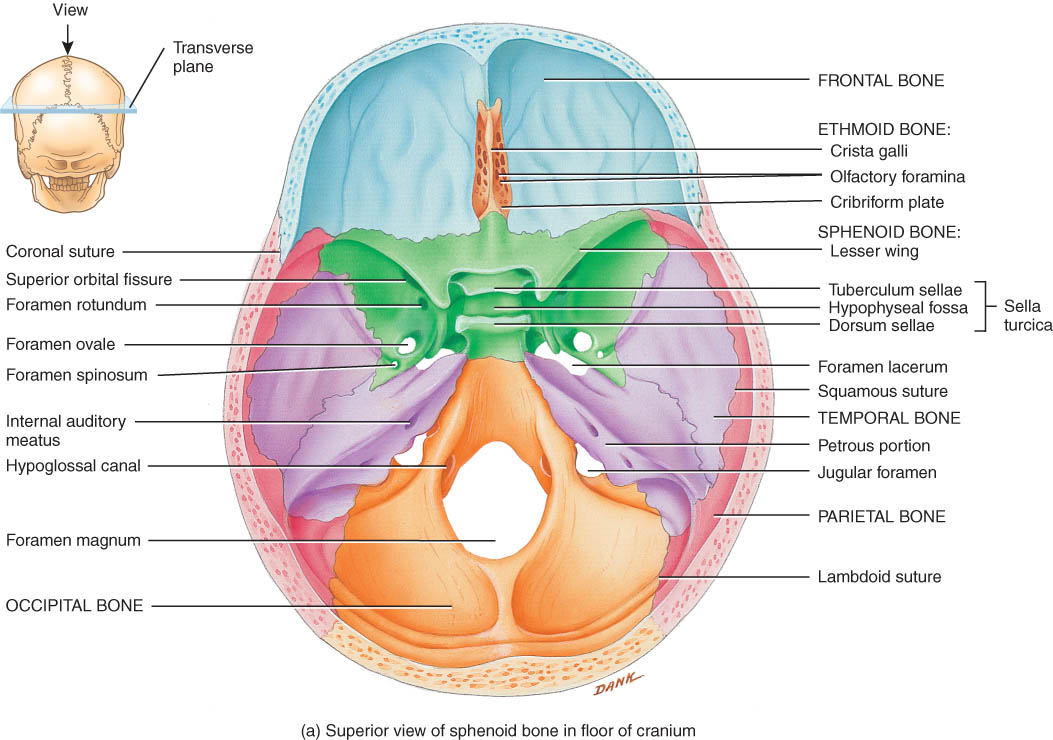 View
Transverse
plane
FRONTAL BONE
ETHMOID BONE:
Crista galli
Olfactory foramina
Cribriform plate
SPHENOID BONE:
Lesser wing
Tuberculum sellae
Hypophyseal fossa
Dorsum sellae
Sella
turcica
Foramen lacerum
Squamous suture
TEMPORAL BONE
Petrous portion
Jugular foramen
PARIETAL BONE
Lambdoid suture
Coronal suture
Superior orbital fissure
Foramen rotundum
Foramen ovale
Foramen spinosum
Internal auditory
meatus
Hypoglossal canal
Foramen magnum
OCCIPITAL BONE
DANK
(a) Superior view of sphenoid bone in floor of cranium